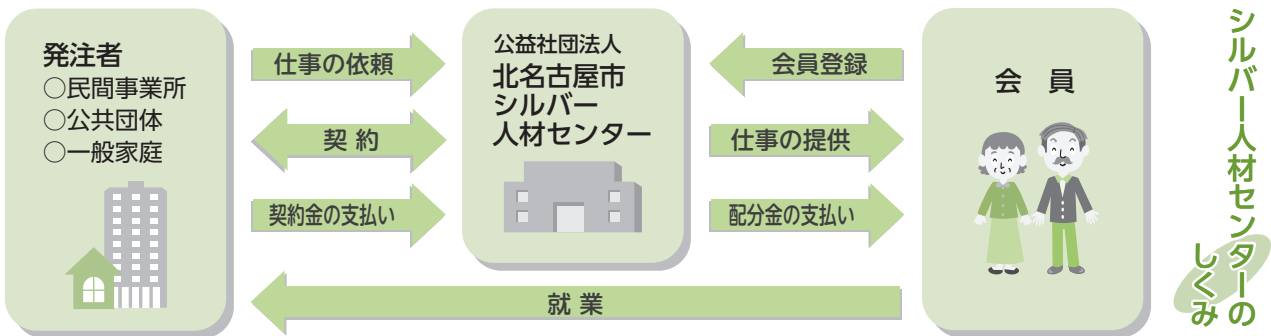 発注者
○民間事業所
○公共団体
○一般家庭
仕事の依頼
契 約
契約金の支払い
公益社団法人
北名古屋市
シルバー
人材センター
会員登録
仕事の提供
配分金の支払い
会 員
就 業
シルバー人材センターの
しくみ